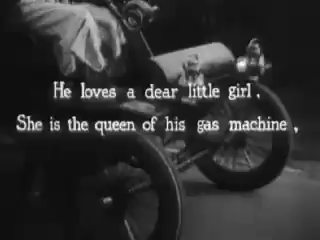 He loves a dear little girl,
She is the queen of his gas machine,